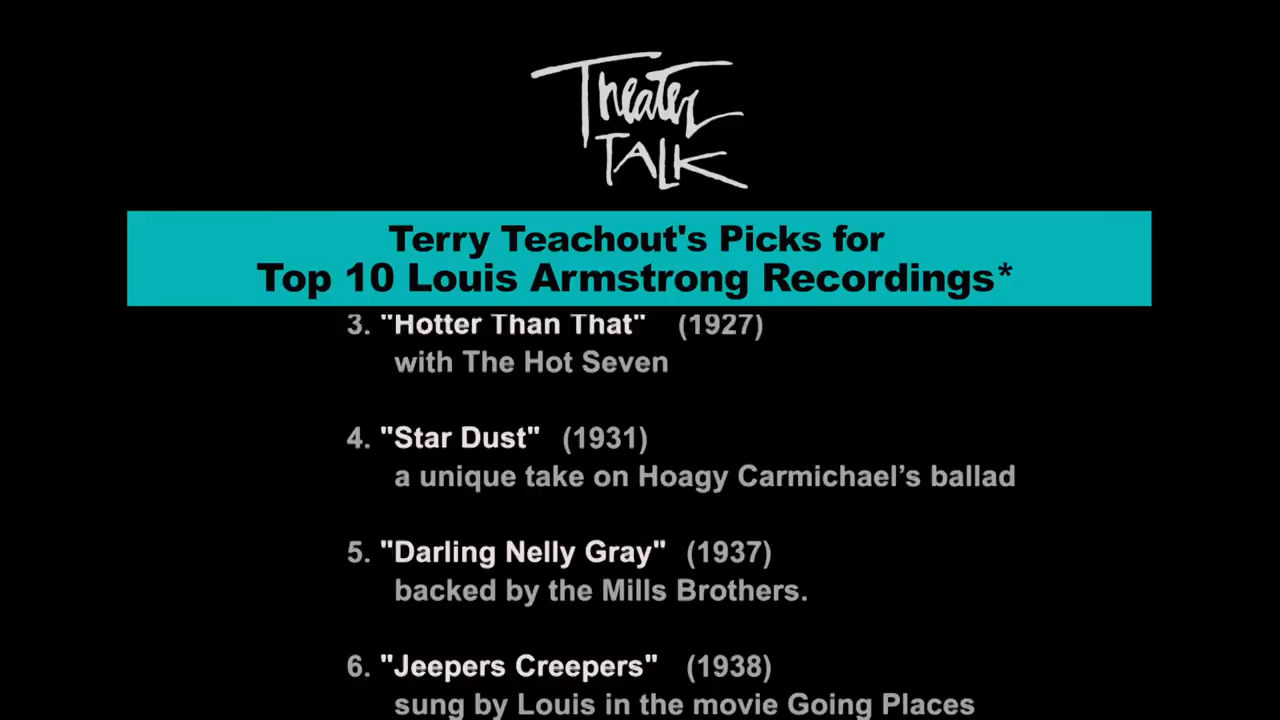 Theater
TALK
Terry Teachout's Picks for
Top 10 Louis Armstrong Recordings*
3. "Hotter Than That" (1927)
with The Hot Seven
4. "Star Dust" (1931)
a unique take on Hoagy Carmichael’s ballad
5. "Darling Nelly Gray" (1937)
backed by the Mills Brothers.
6. "Jeepers Creepers" (1938)
sung by Louis in the movie Going Places